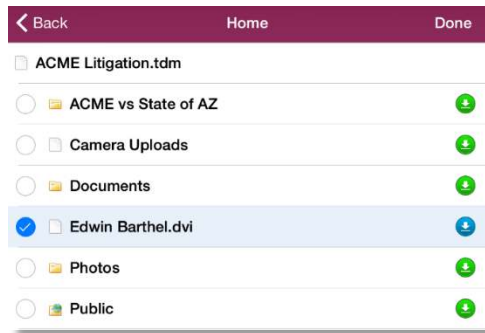 Back Home Done
ACME Litigation.tdm
ACME vs State of AZ
Camera Uploads
Documents
Edwin Barthel.dvi
Photos
Public